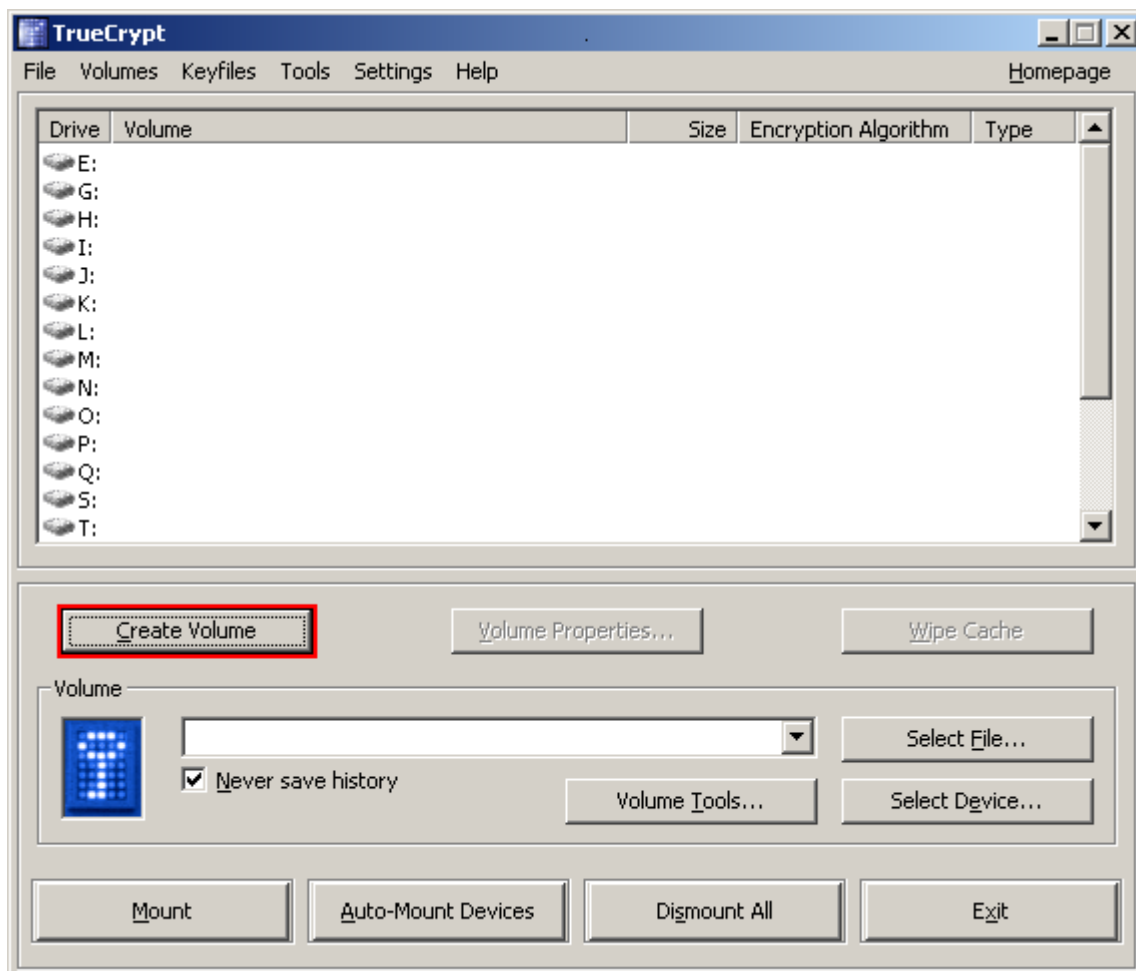 TrueCrypt
File Volumes Keyfiles Tools Settings Help Homepage
Drive Volume Size Encryption Algorithm Type
E:
G:
H:
I:
J:
K:
L:
M:
N:
O:
P:
Q:
S:
T:
Create Volume Volume Properties... Wipe Cache
Volume
Select File...
Never save history
Volume Tools... Select Device...
Mount Auto-Mount Devices Dismount All Exit